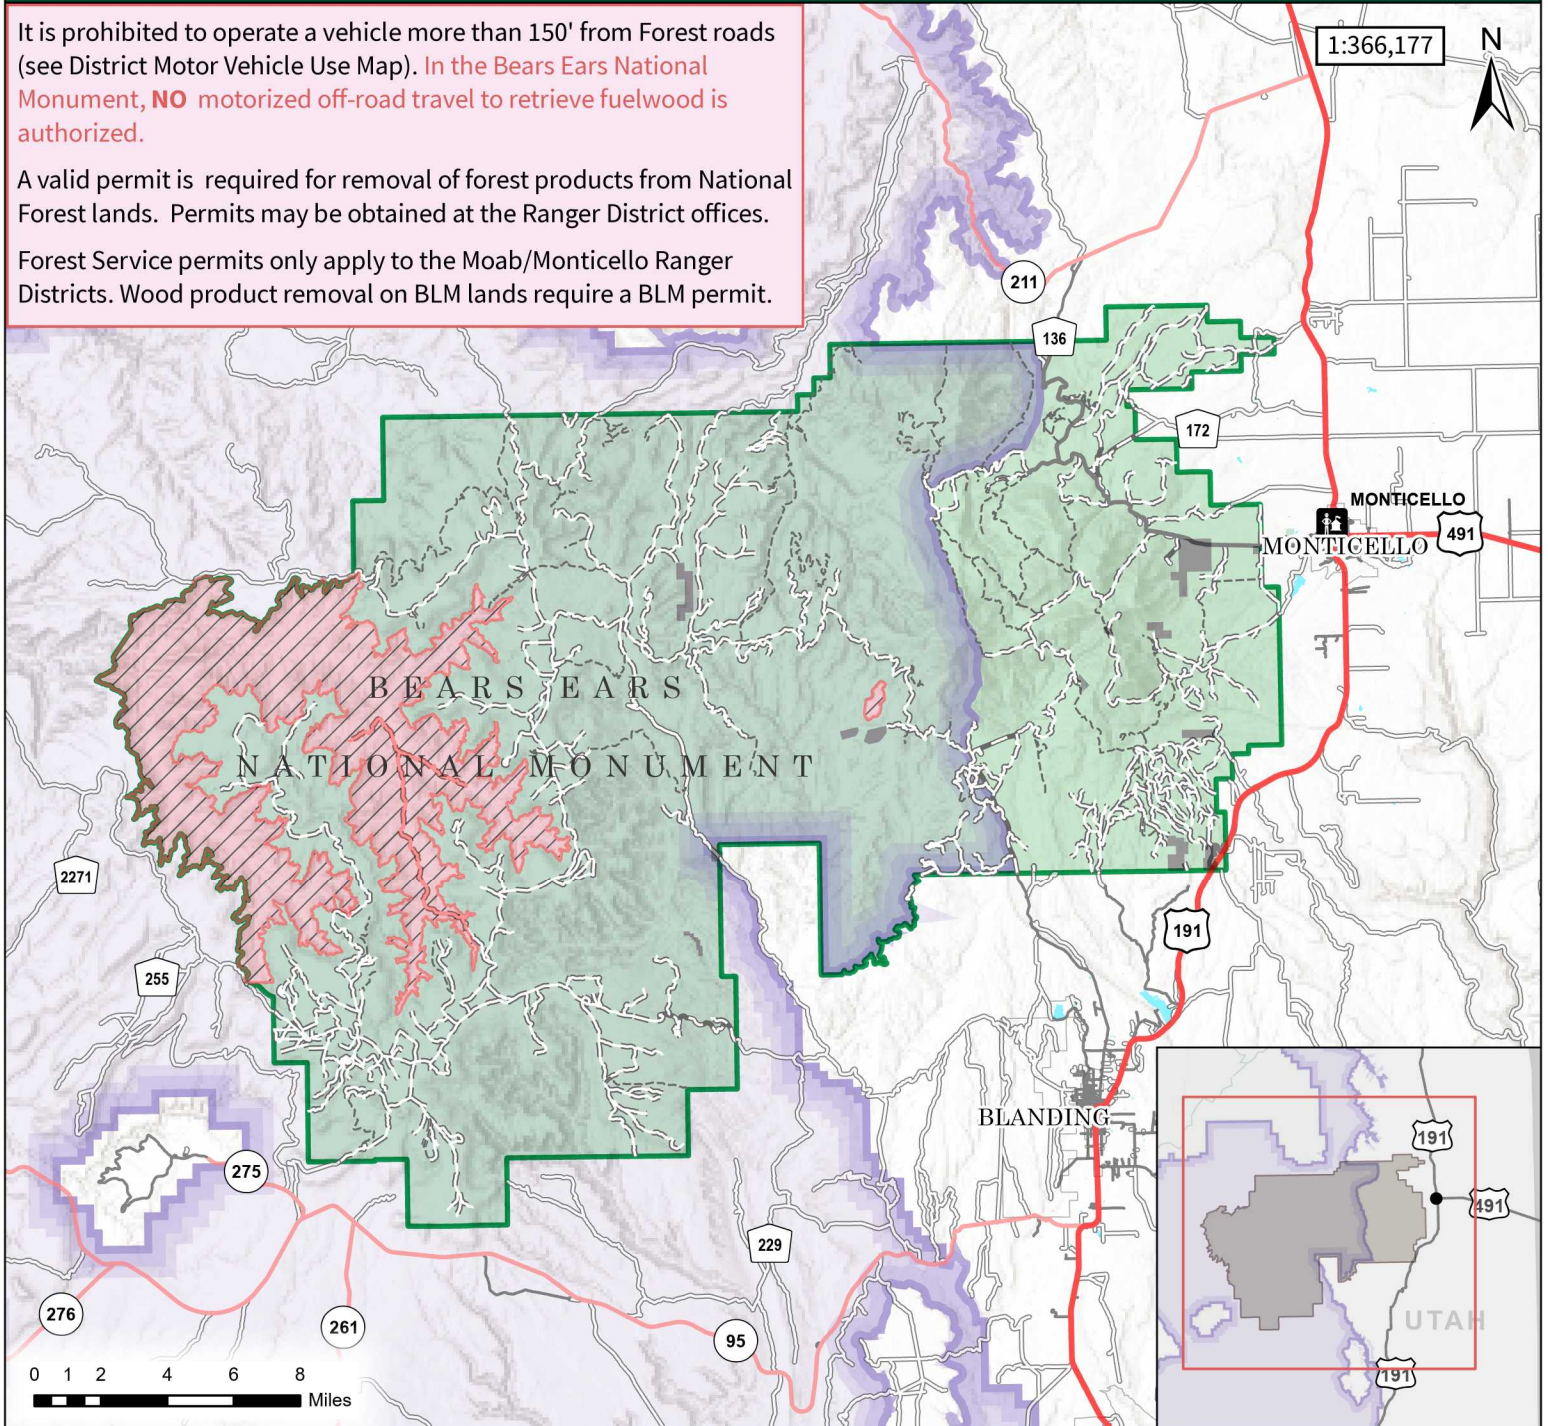 It is prohibited to operate a vehicle more than 150' from Forest roads
(see District Motor Vehicle Use Map). In the Bears Ears National
Monument, NO motorized off-road travel to retrieve fuelwood is
authorized.
A valid permit is required for removal of forest products from National
Forest lands. Permits may be obtained at the Ranger District offices.
Forest Service permits only apply to the Moab/Monticello Ranger
Districts. Wood product removal on BLM lands require a BLM permit.
1:366,177
N
211
136
172
MONTICELLO
491
MONTICELLO
BEARS EARS
NATIONAL MONUMENT
2271
191
255
BLANDING
275
229
276
261
95
0 1 2 4 6 8
Miles
191
491
UTAH
191